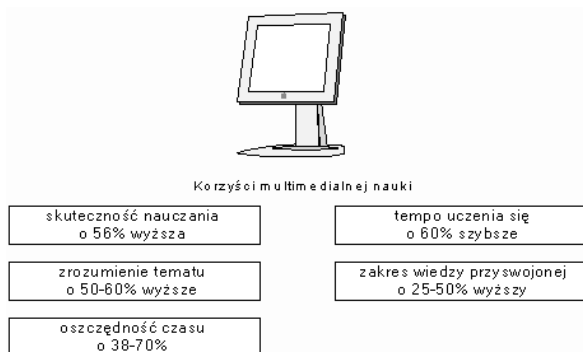 Korzyści multimedialnej nauki
skuteczność nauczania
o 56% wyższa
tempo uczenia się
o 60% szybsze
zrozumienie tematu
o 50-60% wyższe
zakres wiedzy przyswojonej
o 25-50% wyższy
oszczędność czasu
o 38-70%